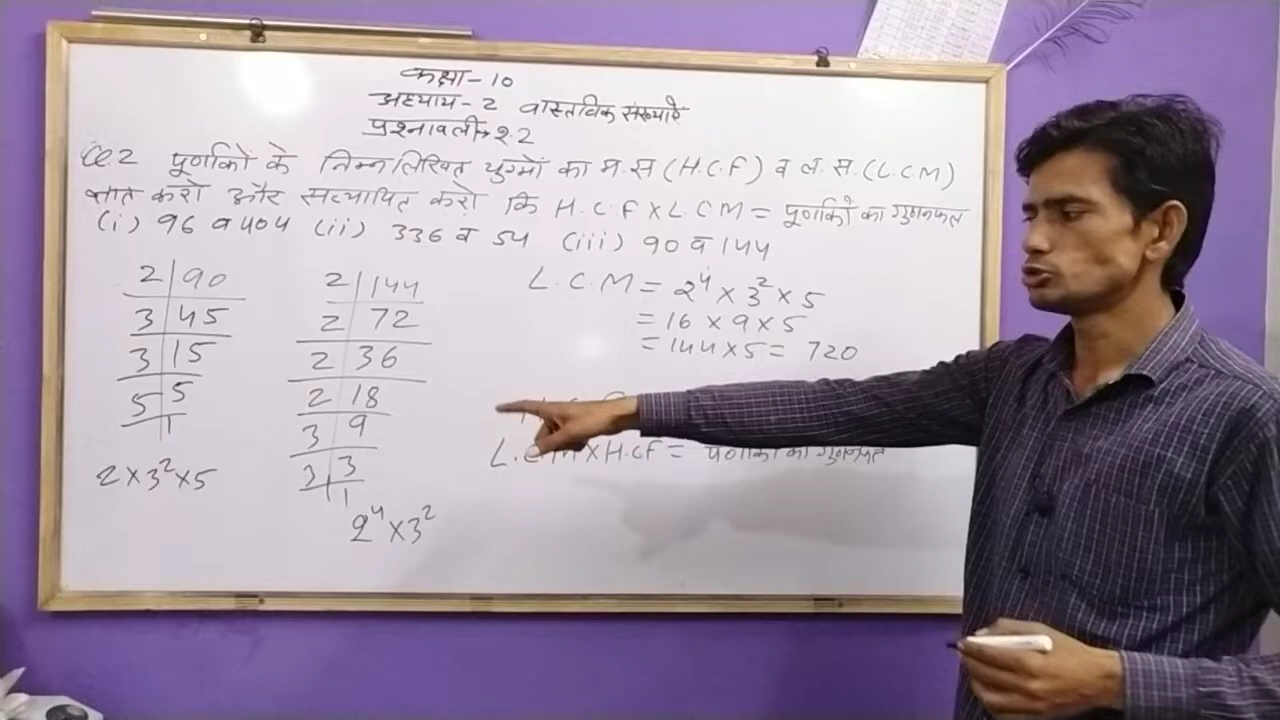 कक्षा - 10
अध्याय - 2 वास्तविक संख्याऐं
प्रश्नावली → 2.2
Q.2 पूर्णांकों के निम्नलिखित युग्मों का म.स (H.C.F) व ल.स. (L.C.M)
ज्ञात करो और सत्यापित करो कि H.C.F X L.C.M = पूर्णांकों का गुणनफल
(i) 96 व 404 (ii) 336 व 54 (iii) 90 व 144
2 | 90
3 | 45
3 | 15
5 | 5
1
2 x 3² x 5
2 | 144
2 | 72
2 | 36
2 | 18
3 | 9
3 | 3
1
2⁴ x 3²
L.C.M = 2⁴ x 3² x 5
= 16 x 9 x 5
= 144 x 5 = 720
L.C.M X H.C.F = पूर्णांकों का गुणनफल